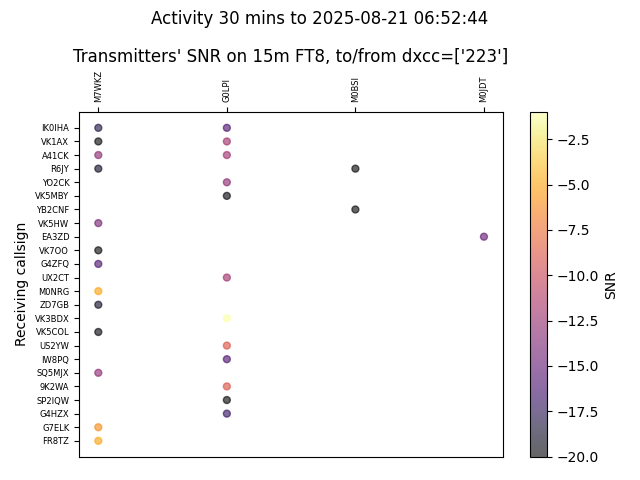 Activity 30 mins to 2025-08-21 06:52:44
Transmitters' SNR on 15m FT8, to/from dxcc=['223']
M7WKZ
G0LPI
M0BSI
M0JDT
Receiving callsign
IK0IHA
VK1AX
A41CK
R6JY
YO2CK
VK5MBY
YB2CNF
VK5HW
EA3ZD
VK7OO
G4ZFQ
UX2CT
M0NRG
ZD7GB
VK3BDX
VK5COL
US2YW
IW8PQ
SQ5MJX
9K2WA
SP2IQW
G4HZX
G7ELK
FR8TZ
−2.5
−5.0
−7.5
−10.0
−12.5
−15.0
−17.5
−20.0
SNR